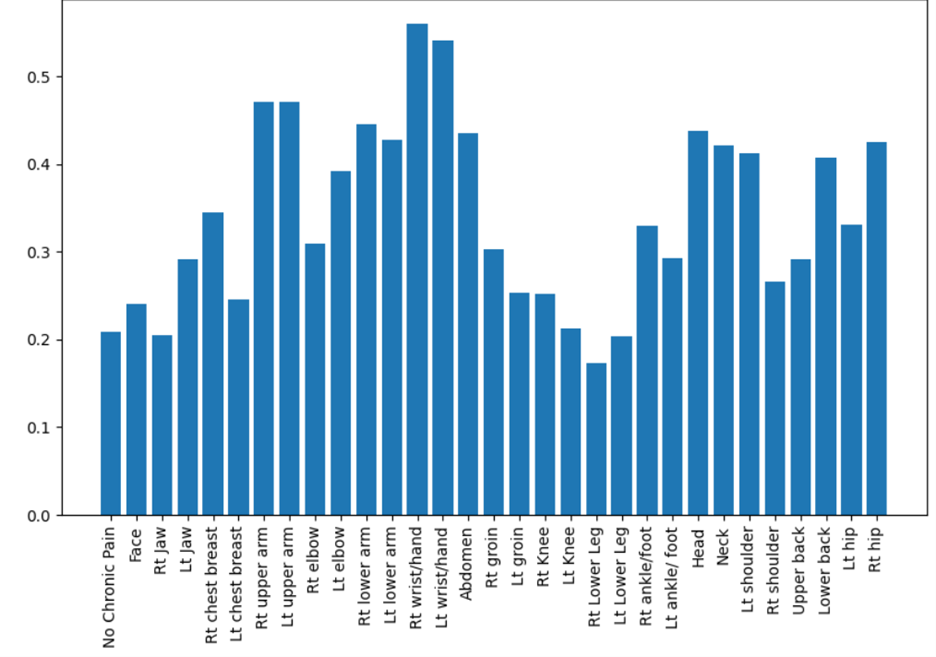 0.5
0.4
0.3
0.2
0.1
0.0
No Chronic Pain
Face
Rt Jaw
Lt Jaw
Rt chest breast
Lt chest breast
Rt upper arm
Lt upper arm
Rt elbow
Lt elbow
Rt lower arm
Lt lower arm
Rt wrist/hand
Lt wrist/hand
Abdomen
Rt groin
Lt groin
Rt Knee
Lt Knee
Rt Lower Leg
Lt Lower Leg
Rt ankle/foot
Lt ankle/ foot
Head
Neck
Lt shoulder
Rt shoulder
Upper back
Lower back
Lt hip
Rt hip